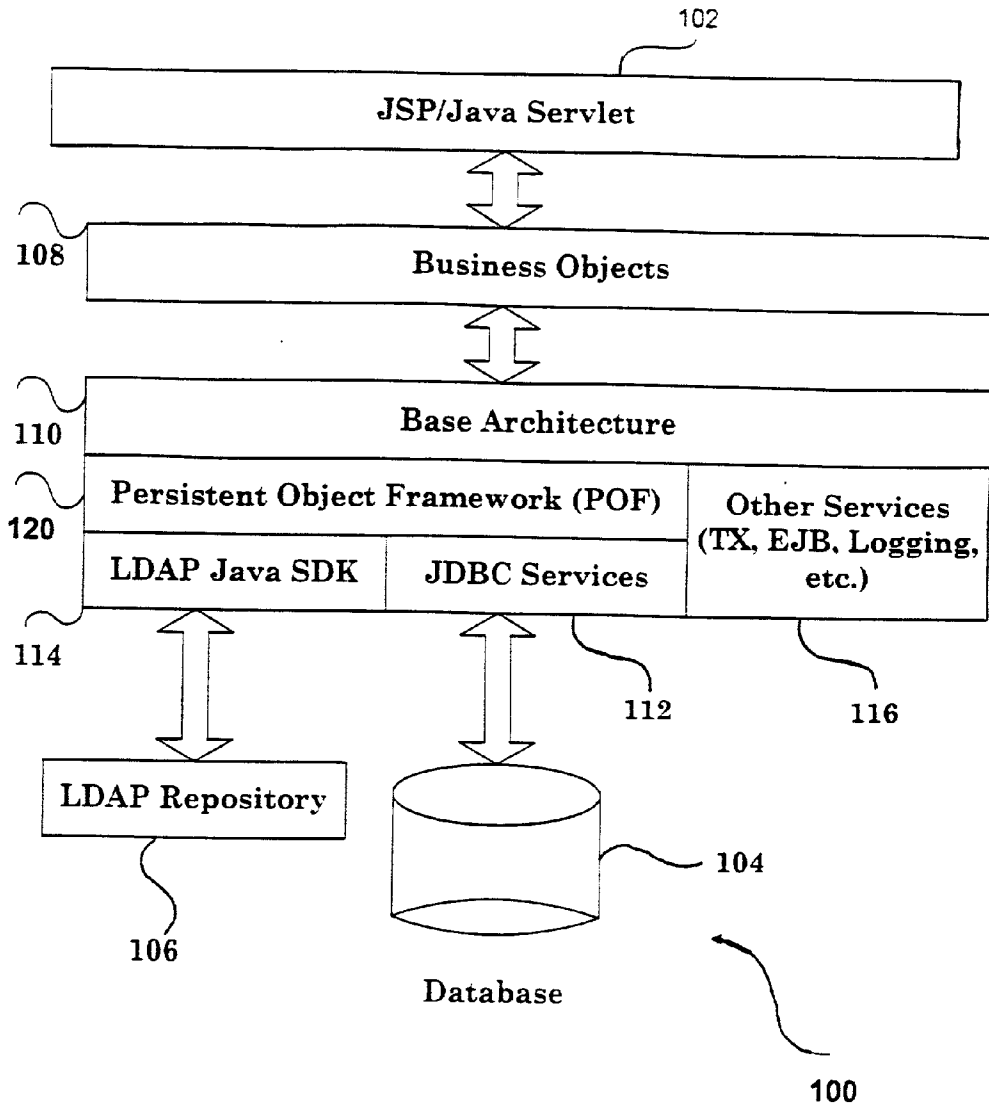 102
JSP/Java Servlet
108
Business Objects
110
Base Architecture
120
Persistent Object Framework (POF)
Other Services
(TX, EJB, Logging,
etc.)
LDAP Java SDK
JDBC Services
114
112
116
LDAP Repository
104
106
Database
100